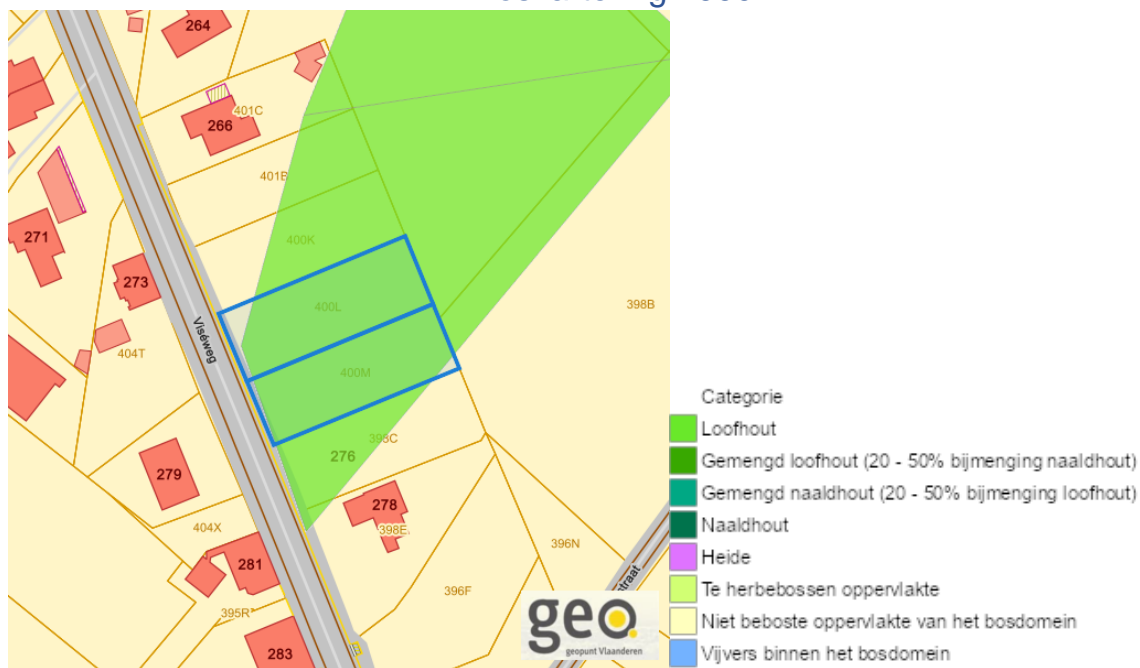 264
401C
266
401B
271
400K
273
398B
400L
Viséweg
404T
400M
398C
276
279
278
398E
404X
396N
281
396F
straat
395R
283
geo
geopunt Vlaanderen
Categorie
Loofhout
Gemengd loofhout (20 - 50% bijmenging naaldhout)
Gemengd naaldhout (20 - 50% bijmenging loofhout)
Naaldhout
Heide
Te herbebossen oppervlakte
Niet beboste oppervlakte van het bosdomein
Vijvers binnen het bosdomein